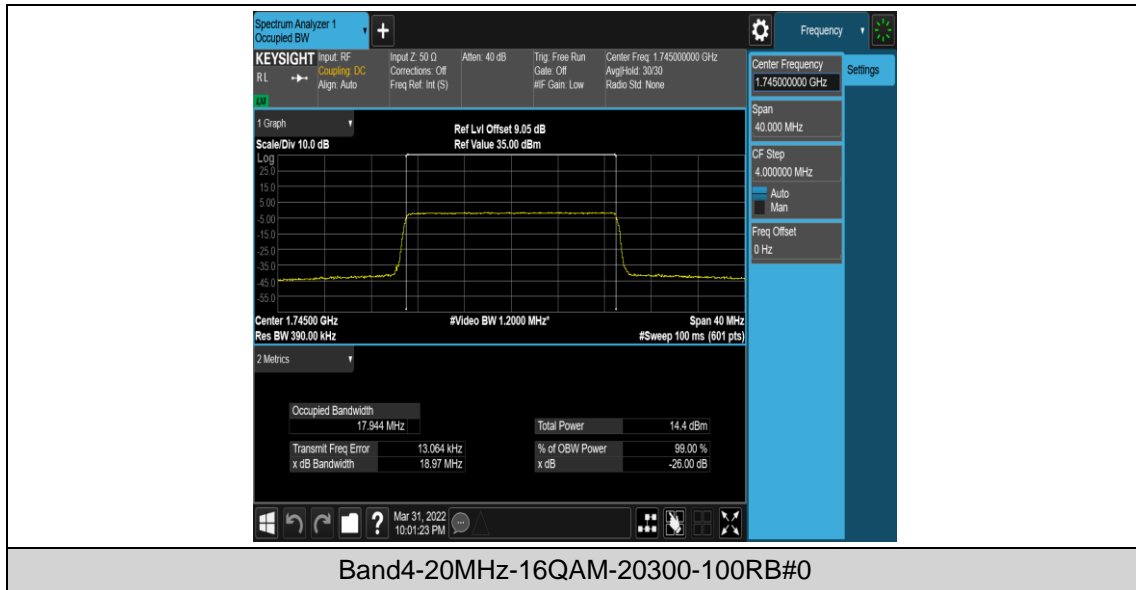 Spectrum Analyzer 1
Occupied BW
+
Frequency
KEYSIGHT
RL
LXI
Input: RF
Coupling: DC
Align: Auto
Input Z: 50 Ω
Corrections: Off
Freq Ref: Int (S)
Atten: 40 dB
Trig: Free Run
Gate: Off
#IF Gain: Low
Center Freq: 1.745000000 GHz
Avg|Hold: 30/30
Radio Std: None
Center Frequency
1.745000000 GHz
Settings
Span
40.000 MHz
CF Step
4.000000 MHz
Auto
Man
Freq Offset
0 Hz
1 Graph
Scale/Div 10.0 dB
Ref Lvl Offset 9.05 dB
Ref Value 35.00 dBm
Log
25.0
15.0
5.00
-5.00
-15.0
-25.0
-35.0
-45.0
-55.0
Center 1.74500 GHz
#Video BW 1.2000 MHz*
Span 40 MHz
Res BW 390.00 kHz
#Sweep 100 ms (601 pts)
2 Metrics
Occupied Bandwidth
17.944 MHz
Total Power 14.4 dBm
Transmit Freq Error 13.064 kHz
% of OBW Power 99.00 %
x dB Bandwidth 18.97 MHz
x dB -26.00 dB
?
Mar 31, 2022
10:01:23 PM
Band4-20MHz-16QAM-20300-100RB#0